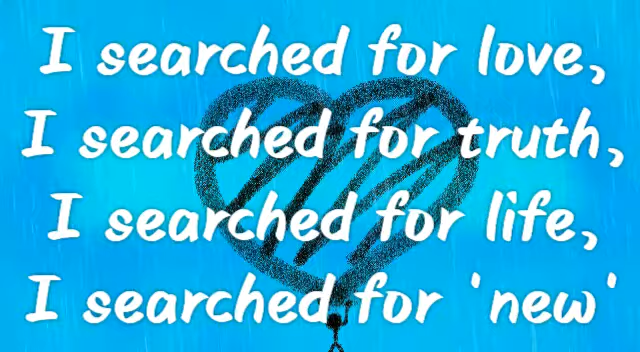 I searched for love,
I searched for truth,
I searched for life,
I searched for 'new'